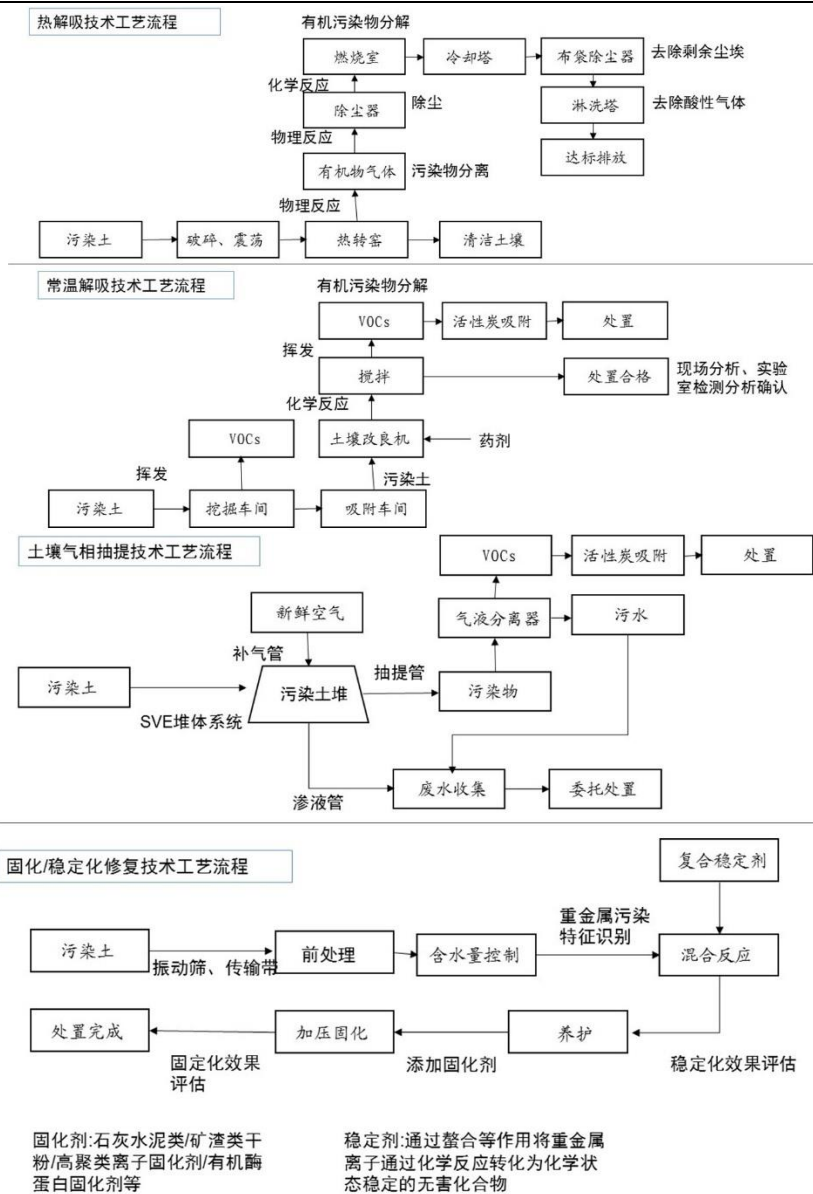 热解吸技术工艺流程
有机污染物分解
燃烧室
冷却塔
布袋除尘器
去除剩余尘埃
化学反应
除尘器
除尘
淋洗塔
去除酸性气体
物理反应
有机物气体
污染物分离
达标排放
物理反应
污染土
破碎、震荡
热转窑
清洁土壤
常温解吸技术工艺流程
有机污染物分解
VOCs
活性炭吸附
处置
挥发
搅拌
处置合格
现场分析、实验
室检测分析确认
化学反应
VOCs
土壤改良机
药剂
挥发
污染土
污染土
挖掘车间
吸附车间
土壤气相抽提技术工艺流程
VOCs
活性炭吸附
处置
新鲜空气
气液分离器
污水
补气管
抽提管
污染土
污染土堆
污染物
SVE堆体系统
渗液管
废水收集
委托处置
固化/稳定化修复技术工艺流程
复合稳定剂
重金属污染
特征识别
污染土
振动筛、传输带
前处理
含水量控制
混合反应
处置完成
加压固化
养护
固定化效果
评估
添加固化剂
稳定化效果评估
固化剂:石灰水泥类/矿渣类干
粉/高聚类离子固化剂/有机酶
蛋白固化剂等
稳定剂:通过螯合等作用将重金属
离子通过化学反应转化为化学状
态稳定的无害化合物